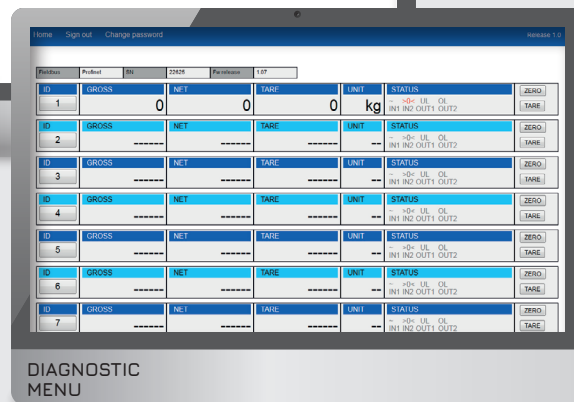 Home Sign out Change password Release 1.0
Fieldbus Profinet SN 22625 Fw release 1.07
ID GROSS NET TARE UNIT STATUS ZERO
1 0 0 0 kg ~ >0< UL OL
IN1 IN2 OUT1 OUT2 TARE
ID GROSS NET TARE UNIT STATUS ZERO
2 ------ ------ ------ -- ~ >0< UL OL
IN1 IN2 OUT1 OUT2 TARE
ID GROSS NET TARE UNIT STATUS ZERO
3 ------ ------ ------ -- ~ >0< UL OL
IN1 IN2 OUT1 OUT2 TARE
ID GROSS NET TARE UNIT STATUS ZERO
4 ------ ------ ------ -- ~ >0< UL OL
IN1 IN2 OUT1 OUT2 TARE
ID GROSS NET TARE UNIT STATUS ZERO
5 ------ ------ ------ -- ~ >0< UL OL
IN1 IN2 OUT1 OUT2 TARE
ID GROSS NET TARE UNIT STATUS ZERO
6 ------ ------ ------ -- ~ >0< UL OL
IN1 IN2 OUT1 OUT2 TARE
ID GROSS NET TARE UNIT STATUS ZERO
7 ------ ------ ------ -- ~ >0< UL OL
IN1 IN2 OUT1 OUT2 TARE
DIAGNOSTIC
MENU